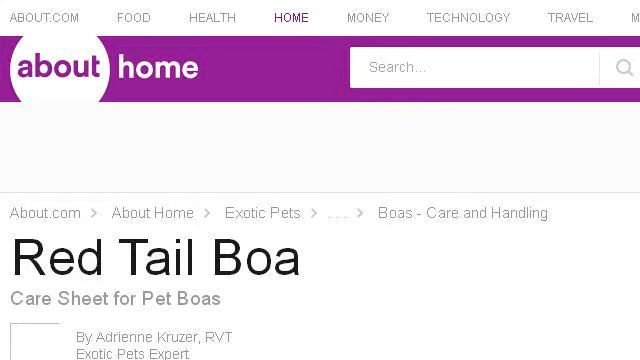 ABOUT.COM FOOD HEALTH HOME MONEY TECHNOLOGY TRAVEL
about home
Search...
About.com > About Home > Exotic Pets > . . . > Boas - Care and Handling
Red Tail Boa
Care Sheet for Pet Boas
By Adrienne Kruzer, RVT
Exotic Pets Expert